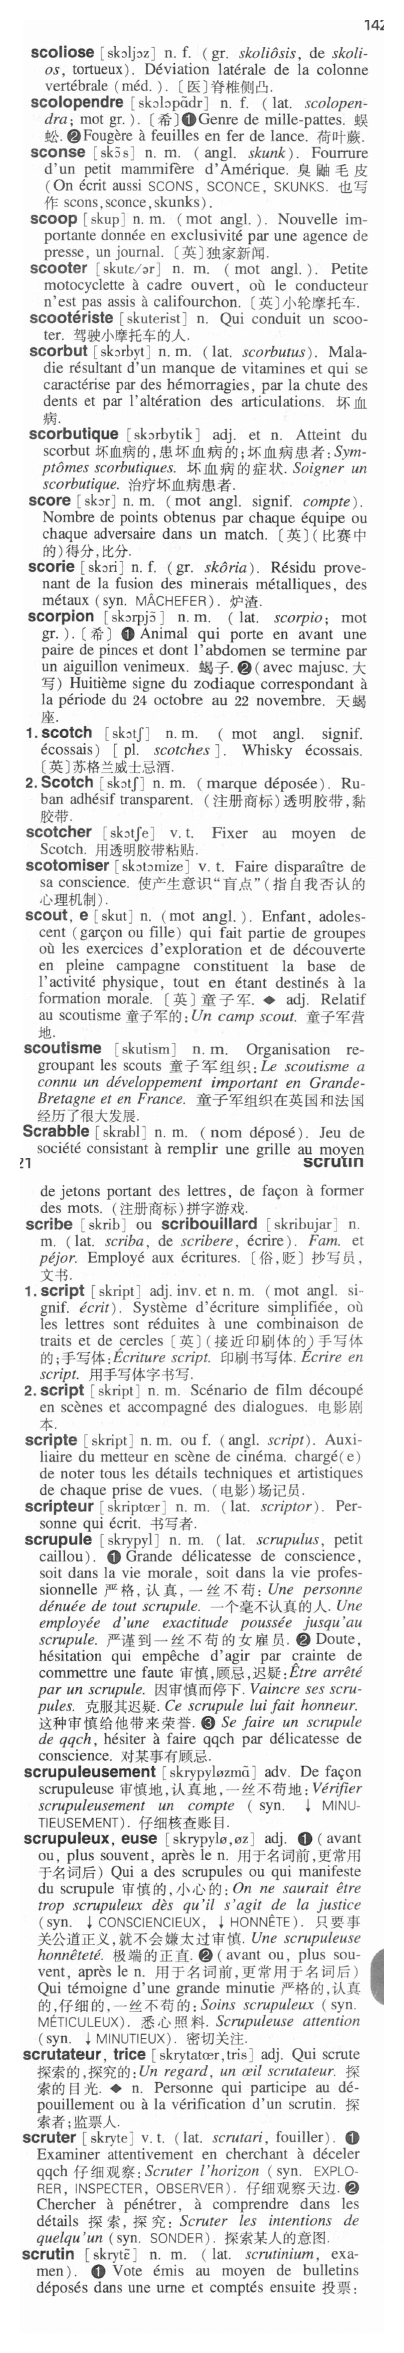 142
scoliose [skɔljɔz] n. f. (gr. skoliôsis, de skoli-
os, tortueux). Déviation latérale de la colonne
vertébrale (méd.). 〔医〕脊椎侧凸.
scolopendre [skɔlɔpɑ̃dr] n. f. (lat. scolopen-
dra; mot gr.). 〔希〕❶Genre de mille-pattes. 蜈
蚣. ❷Fougère à feuilles en fer de lance. 荷叶蕨.
sconse [skɔ̃s] n. m. (angl. skunk). Fourrure
d'un petit mammifère d'Amérique. 臭鼬毛皮
(On écrit aussi SCONS, SCONCE, SKUNKS. 也写
作 scons,sconce,skunks).
scoop [skup] n. m. (mot angl.). Nouvelle im-
portante donnée en exclusivité par une agence de
presse, un journal. 〔英〕独家新闻.
scooter [skutɛ/ər] n. m. (mot angl.). Petite
motocyclette à cadre ouvert, où le conducteur
n'est pas assis à califourchon. 〔英〕小轮摩托车.
scootériste [skuterist] n. Qui conduit un scoo-
ter. 驾驶小摩托车的人.
scorbut [skɔrbyt] n. m. (lat. scorbutus). Mala-
die résultant d'un manque de vitamines et qui se
caractérise par des hémorragies, par la chute des
dents et par l'altération des articulations. 坏血
病.
scorbutique [skɔrbytik] adj. et n. Atteint du
scorbut 坏血病的,患坏血病的;坏血病患者: Sym-
ptômes scorbutiques. 坏血病的症状. Soigner un
scorbutique. 治疗坏血病患者.
score [skɔr] n. m. (mot angl. signif. compte).
Nombre de points obtenus par chaque équipe ou
chaque adversaire dans un match. 〔英〕(比赛中
的)得分,比分.
scorie [skɔri] n. f. (gr. skôria). Résidu prove-
nant de la fusion des minerais métalliques, des
métaux (syn. MÂCHEFER). 炉渣.
scorpion [skɔrpjɔ̃] n. m. (lat. scorpio; mot
gr.). 〔希〕❶ Animal qui porte en avant une
paire de pinces et dont l'abdomen se termine par
un aiguillon venimeux. 蝎子. ❷(avec majusc. 大
写) Huitième signe du zodiaque correspondant à
la période du 24 octobre au 22 novembre. 天蝎
座.
1. scotch [skɔtʃ] n. m. (mot angl. signif.
écossais) [pl. scotches]. Whisky écossais.
〔英〕苏格兰威士忌酒.
2. Scotch [skɔtʃ] n. m. (marque déposée). Ru-
ban adhésif transparent. (注册商标)透明胶带,黏
胶带.
scotcher [skɔtʃe] v. t. Fixer au moyen de
Scotch. 用透明胶带粘贴.
scotomiser [skɔtɔmize] v. t. Faire disparaître de
sa conscience. 使产生意识“盲点”(指自我否认的
心理机制).
scout, e [skut] n. (mot angl.). Enfant, adoles-
cent (garçon ou fille) qui fait partie de groupes
où les exercices d'exploration et de découverte
en pleine campagne constituent la base de
l'activité physique, tout en étant destinés à la
formation morale. 〔英〕童子军. ◆ adj. Relatif
au scoutisme 童子军的: Un camp scout. 童子军营
地.
scoutisme [skutism] n. m. Organisation re-
groupant les scouts 童子军组织: Le scoutisme a
connu un développement important en Grande-
Bretagne et en France. 童子军组织在英国和法国
经历了很大发展.
Scrabble [skrabl] n. m. (nom déposé). Jeu de
société consistant à remplir une grille au moyen
21 scrutin
de jetons portant des lettres, de façon à former
des mots. (注册商标)拼字游戏.
scribe [skrib] ou scribouillard [skribujar] n.
m. (lat. scriba, de scribere, écrire). Fam. et
péjor. Employé aux écritures. 〔俗,贬〕抄写员,
文书.
1. script [skript] adj. inv. et n. m. (mot angl. si-
gnif. écrit). Système d'écriture simplifiée, où
les lettres sont réduites à une combinaison de
traits et de cercles 〔英〕(接近印刷体的)手写体
的;手写体: Écriture script. 印刷书写体. Écrire en
script. 用手写体字书写.
2. script [skript] n. m. Scénario de film découpé
en scènes et accompagné des dialogues. 电影剧
本.
scripte [skript] n. m. ou f. (angl. script). Auxi-
liaire du metteur en scène de cinéma. chargé(e)
de noter tous les détails techniques et artistiques
de chaque prise de vues. (电影)场记员.
scripteur [skriptœr] n. m. (lat. scriptor). Per-
sonne qui écrit. 书写者.
scrupule [skrypyl] n. m. (lat. scrupulus, petit
caillou). ❶ Grande délicatesse de conscience,
soit dans la vie morale, soit dans la vie profes-
sionnelle 严格,认真,一丝不苟: Une personne
dénuée de tout scrupule. 一个毫不认真的人. Une
employée d'une exactitude poussée jusqu'au
scrupule. 严谨到一丝不苟的女雇员. ❷ Doute,
hésitation qui empêche d'agir par crainte de
commettre une faute 审慎,顾忌,迟疑: Être arrêté
par un scrupule. 因审慎而停下. Vaincre ses scru-
pules. 克服其迟疑. Ce scrupule lui fait honneur.
这种审慎给他带来荣誉. ❸ Se faire un scrupule
de qqch, hésiter à faire qqch par délicatesse de
conscience. 对某事有顾忌.
scrupuleusement [skrypyløzmɑ̃] adv. De façon
scrupuleuse 审慎地,认真地,一丝不苟地: Vérifier
scrupuleusement un compte (syn. ↓ MINU-
TIEUSEMENT). 仔细核查账目.
scrupuleux, euse [skrypylø,øz] adj. ❶ (avant
ou, plus souvent, après le n. 用于名词前,更常用
于名词后) Qui a des scrupules ou qui manifeste
du scrupule 审慎的,小心的: On ne saurait être
trop scrupuleux dès qu'il s'agit de la justice
(syn. ↓ CONSCIENCIEUX, ↓ HONNÊTE). 只要事
关公道正义,就不会嫌太过审慎. Une scrupuleuse
honnêteté. 极端的正直. ❷ (avant ou, plus sou-
vent, après le n. 用于名词前,更常用于名词后)
Qui témoigne d'une grande minutie 严格的,认真
的,仔细的,一丝不苟的: Soins scrupuleux (syn.
MÉTICULEUX). 悉心照料. Scrupuleuse attention
(syn. ↓ MINUTIEUX). 密切关注.
scrutateur, trice [skrytatœr,tris] adj. Qui scrute
探索的,探究的: Un regard, un œil scrutateur. 探
索的目光. ◆ n. Personne qui participe au dé-
pouillement ou à la vérification d'un scrutin. 探
索者;监票人.
scruter [skryte] v. t. (lat. scrutari, fouiller). ❶
Examiner attentivement en cherchant à déceler
qqch 仔细观察: Scruter l'horizon (syn. EXPLO-
RER, INSPECTER, OBSERVER). 仔细观察天边. ❷
Chercher à pénétrer, à comprendre dans les
détails 探索,探究: Scruter les intentions de
quelqu'un (syn. SONDER). 探索某人的意图.
scrutin [skrytɛ̃] n. m. (lat. scrutinium, exa-
men). ❶ Vote émis au moyen de bulletins
déposés dans une urne et comptés ensuite 投票: